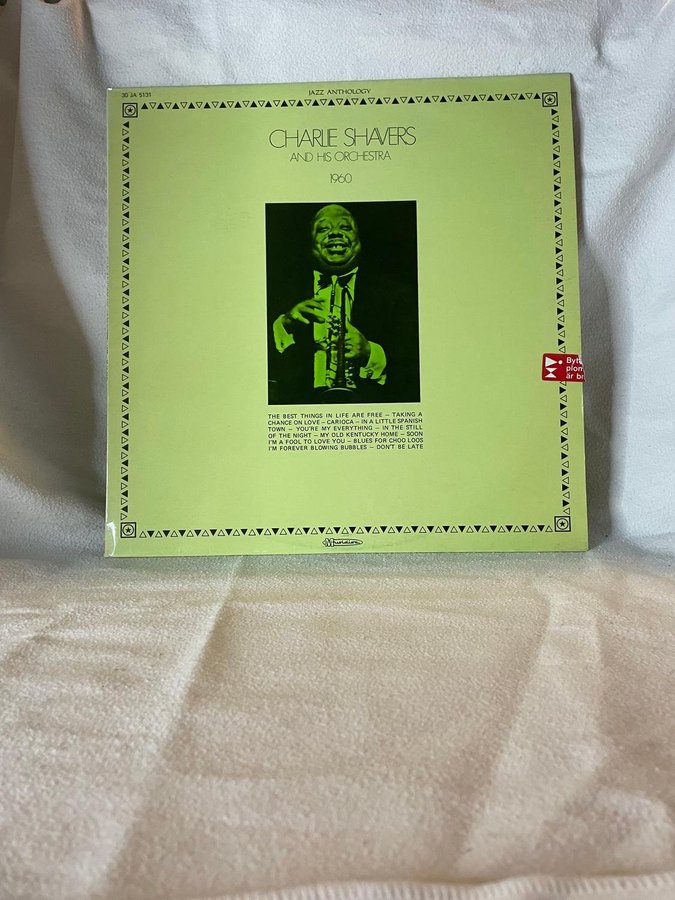 30 JA 5131
JAZZ ANTHOLOGY
CHARLIE SHAVERS
AND HIS ORCHESTRA
1960
THE BEST THINGS IN LIFE ARE FREE – TAKING A
CHANCE ON LOVE – CARIOCA – IN A LITTLE SPANISH
TOWN – YOU'RE MY EVERYTHING – IN THE STILL
OF THE NIGHT – MY OLD KENTUCKY HOME – SOON
I'M A FOOL TO LOVE YOU – BLUES FOR CHOO LOOS
I'M FOREVER BLOWING BUBBLES – DON'T BE LATE
plom
är br
Musidisc